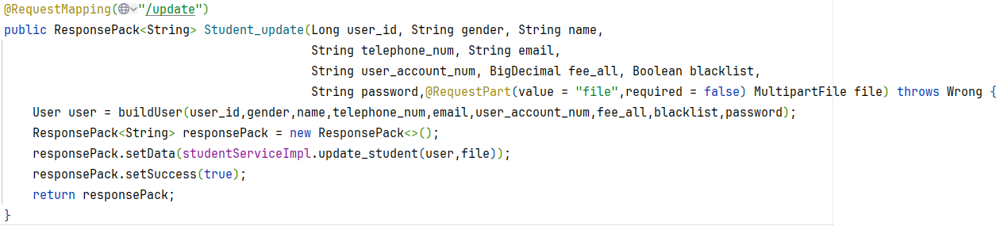 @RequestMapping("/update")
public ResponsePack<String> Student_update(Long user_id, String gender, String name,
String telephone_num, String email,
String user_account_num, BigDecimal fee_all, Boolean blacklist,
String password,@RequestPart(value = "file",required = false) MultipartFile file) throws Wrong {
User user = buildUser(user_id,gender,name,telephone_num,email,user_account_num,fee_all,blacklist,password);
ResponsePack<String> responsePack = new ResponsePack<>();
responsePack.setData(studentServiceImpl.update_student(user,file));
responsePack.setSuccess(true);
return responsePack;
}